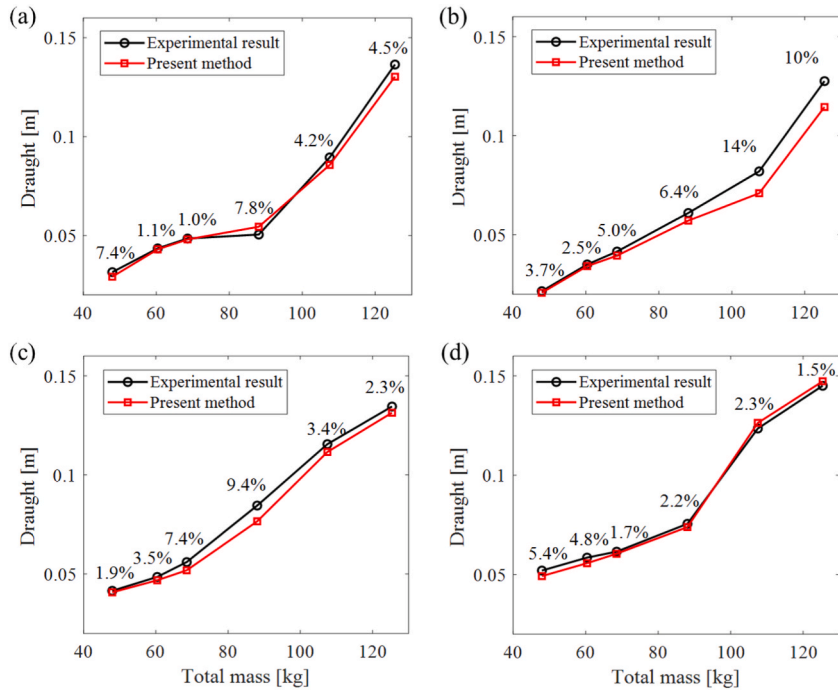 (a)
0.15
0.1
0.05
Draught [m]
Experimental result
Present method
7.4%
1.1%
1.0%
7.8%
4.2%
4.5%
40 60 80 100 120
(b)
0.15
0.1
0.05
Draught [m]
Experimental result
Present method
3.7%
2.5%
5.0%
6.4%
14%
10%
40 60 80 100 120
(c)
0.15
0.1
0.05
Draught [m]
Experimental result
Present method
1.9%
3.5%
7.4%
9.4%
3.4%
2.3%
40 60 80 100 120
Total mass [kg]
(d)
0.15
0.1
0.05
Draught [m]
Experimental result
Present method
5.4%
4.8%
1.7%
2.2%
2.3%
1.5%
40 60 80 100 120
Total mass [kg]